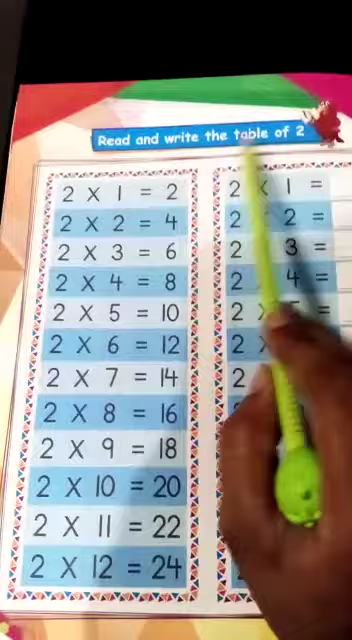 Read and write the table of 2
2 X 1 = 2
2 X 2 = 4
2 X 3 = 6
2 X 4 = 8
2 X 5 = 10
2 X 6 = 12
2 X 7 = 14
2 X 8 = 16
2 X 9 = 18
2 X 10 = 20
2 X 11 = 22
2 X 12 = 24
2 X 1 =
2 2 =
2 3 =
2 4 =
2 X 5 =
2 X
2